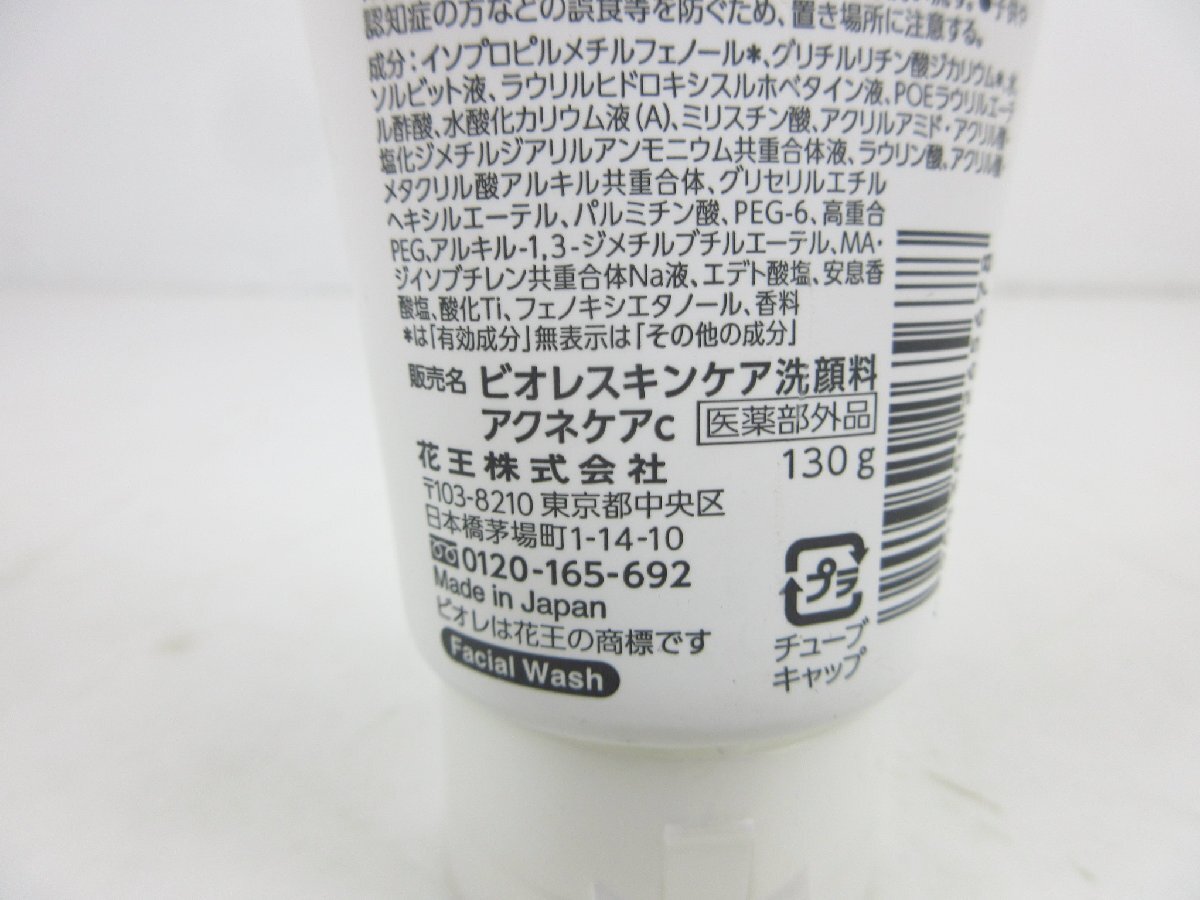 認知症の方などの誤食等を防ぐため、置き場所に注意する。
成分：イソプロピルメチルフェノール*、グリチルリチン酸ジカリウム*、水、
ソルビット液、ラウリルヒドロキシスルホベタイン液、POEラウリルエーテ
ル酢酸、水酸化カリウム液(A)、ミリスチン酸、アクリルアミド・アクリル酸・
塩化ジメチルジアリルアンモニウム共重合体液、ラウリン酸、アクリル酸・
メタクリル酸アルキル共重合体、グリセリルエチル
ヘキシルエーテル、パルミチン酸、PEG-6、高重合
PEG、アルキル-1,3-ジメチルブチルエーテル、MA・
ジイソブチレン共重合体Na液、エデト酸塩、安息香
酸塩、酸化Ti、フェノキシエタノール、香料
*は「有効成分」無表示は「その他の成分」
販売名 ビオレスキンケア洗顔料
アクネケアc 医薬部外品
花王株式会社 130g
〒103-8210 東京都中央区
日本橋茅場町1-14-10
0120-165-692
Made in Japan
ビオレは花王の商標です
Facial Wash
プラ
チューブ
キャップ